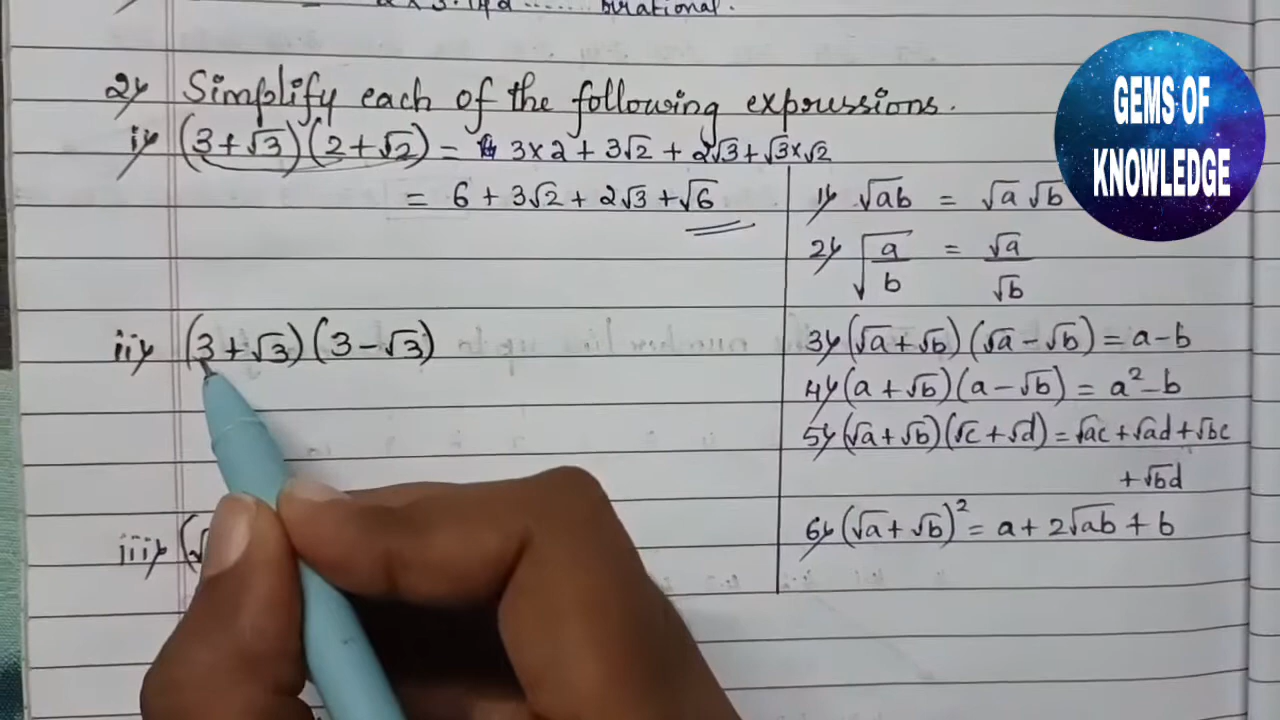 irrational.
2) Simplify each of the following expressions.
i) (3+√3)(2+√2) = 3×2 + 3√2 + 2√3 + √3×√2
= 6 + 3√2 + 2√3 + √6
ii) (3+√3)(3-√3)
iii) (√
1) √ab = √a √b
2) √a/b = √a/√b
3) (√a+√b)(√a-√b) = a-b
4) (a+√b)(a-√b) = a²-b
5) (√a+√b)(√c+√d) = √ac+√ad+√bc
+√bd
6) (√a+√b)² = a+2√ab+b
GEMS OF
KNOWLEDGE